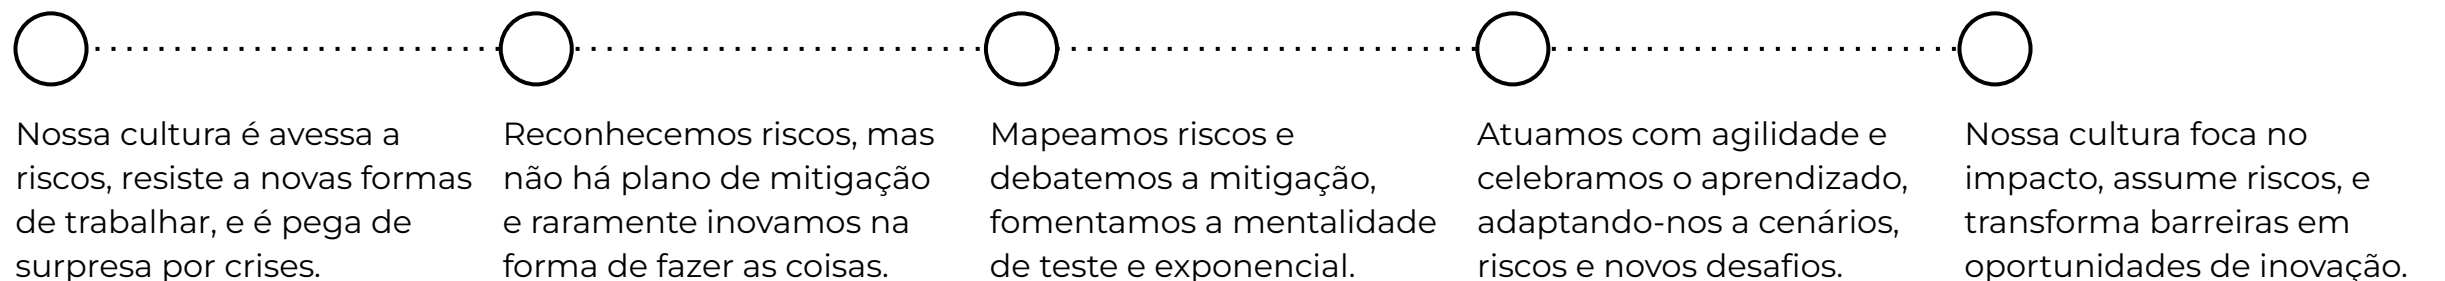 Nossa cultura é avessa a
riscos, resiste a novas formas
de trabalhar, e é pega de
surpresa por crises.
Reconhecemos riscos, mas
não há plano de mitigação
e raramente inovamos na
forma de fazer as coisas.
Mapeamos riscos e
debatemos a mitigação,
fomentamos a mentalidade
de teste e exponencial.
Atuamos com agilidade e
celebramos o aprendizado,
adaptando-nos a cenários,
riscos e novos desafios.
Nossa cultura foca no
impacto, assume riscos, e
transforma barreiras em
oportunidades de inovação.